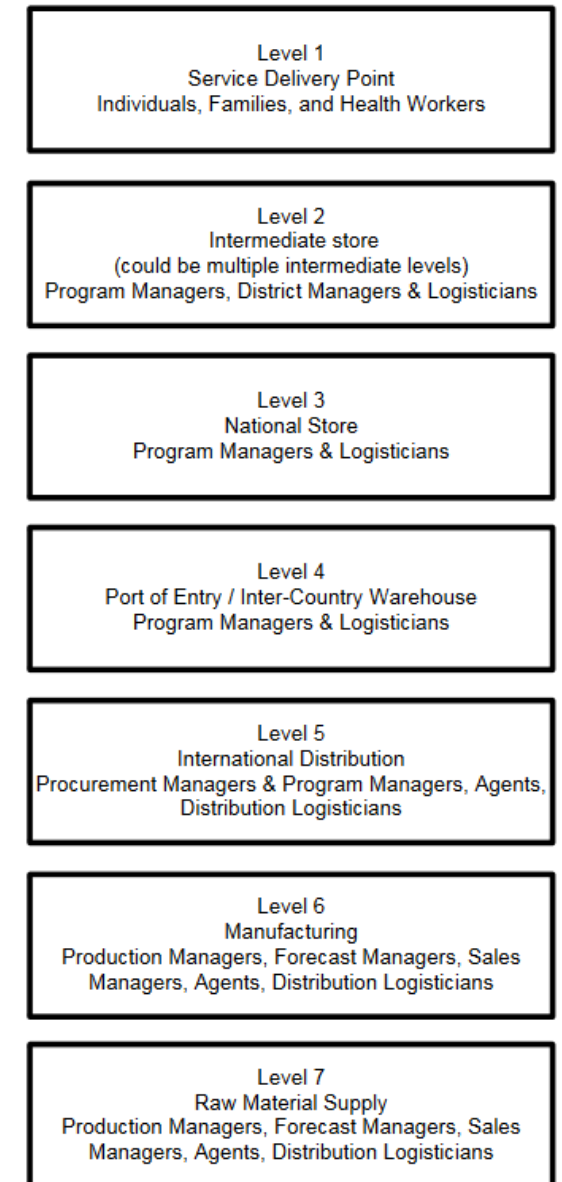 Level 1
Service Delivery Point
Individuals, Families, and Health Workers
Level 2
Intermediate store
(could be multiple intermediate levels)
Program Managers, District Managers & Logisticians
Level 3
National Store
Program Managers & Logisticians
Level 4
Port of Entry / Inter-Country Warehouse
Program Managers & Logisticians
Level 5
International Distribution
Procurement Managers & Program Managers, Agents,
Distribution Logisticians
Level 6
Manufacturing
Production Managers, Forecast Managers, Sales
Managers, Agents, Distribution Logisticians
Level 7
Raw Material Supply
Production Managers, Forecast Managers, Sales
Managers, Agents, Distribution Logisticians